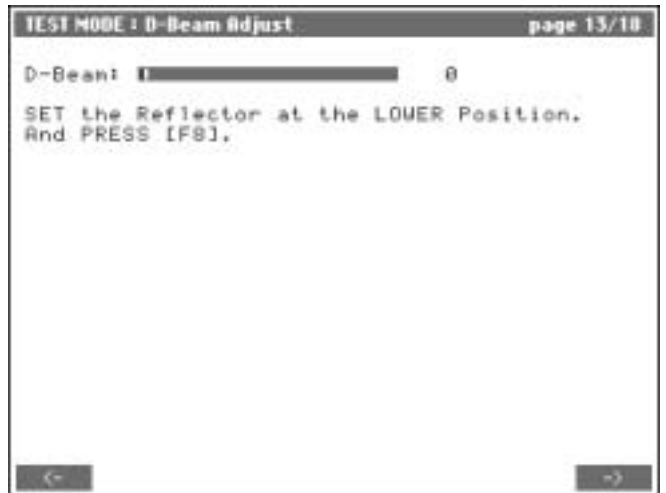 TEST MODE : D-Beam Adjust page 13/18
D-Beam: 0
SET the Reflector at the LOWER Position.
And PRESS [F8].
<- ->